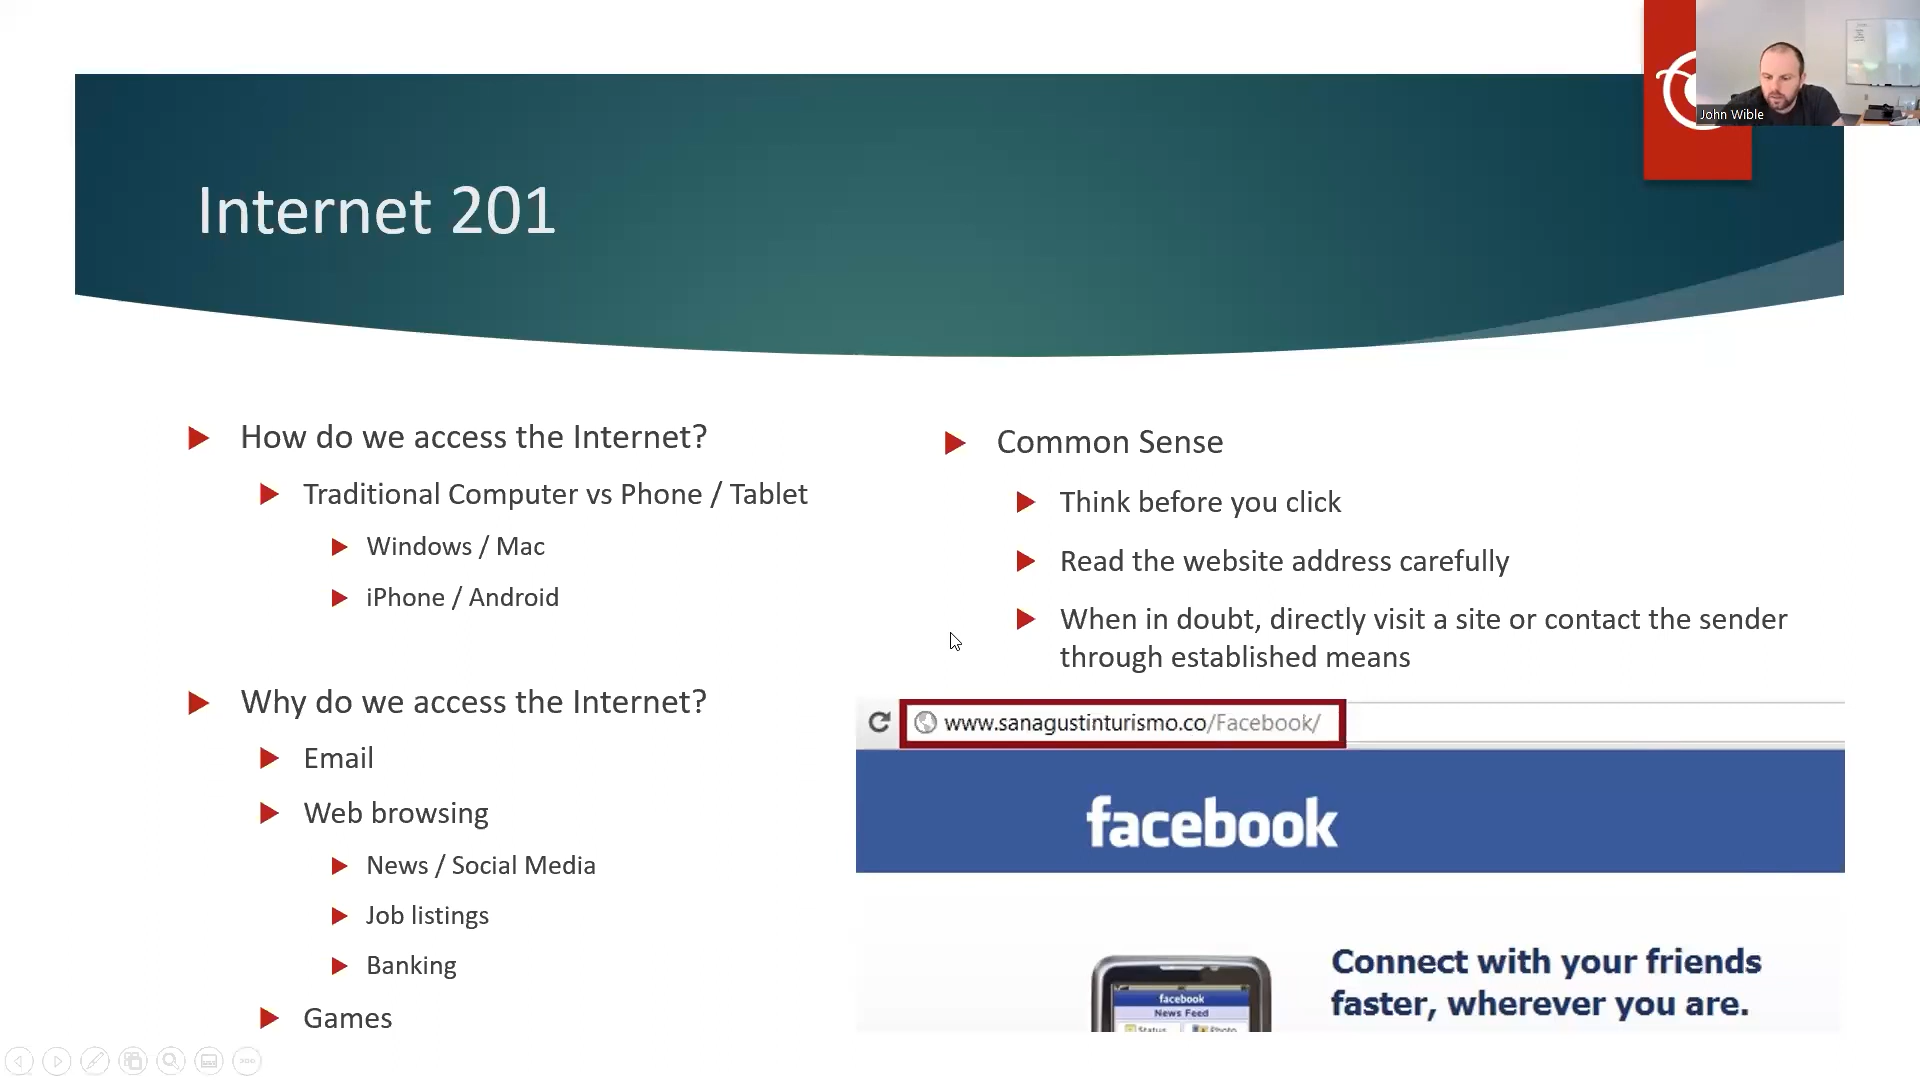 John Wible
Internet 201
How do we access the Internet?
Traditional Computer vs Phone / Tablet
Windows / Mac
iPhone / Android
Why do we access the Internet?
Email
Web browsing
News / Social Media
Job listings
Banking
Games
Common Sense
Think before you click
Read the website address carefully
When in doubt, directly visit a site or contact the sender
through established means
www.sanagustinturismo.co/Facebook/
facebook
Connect with your friends
faster, wherever you are.
facebook
News Feed
Status
Photo